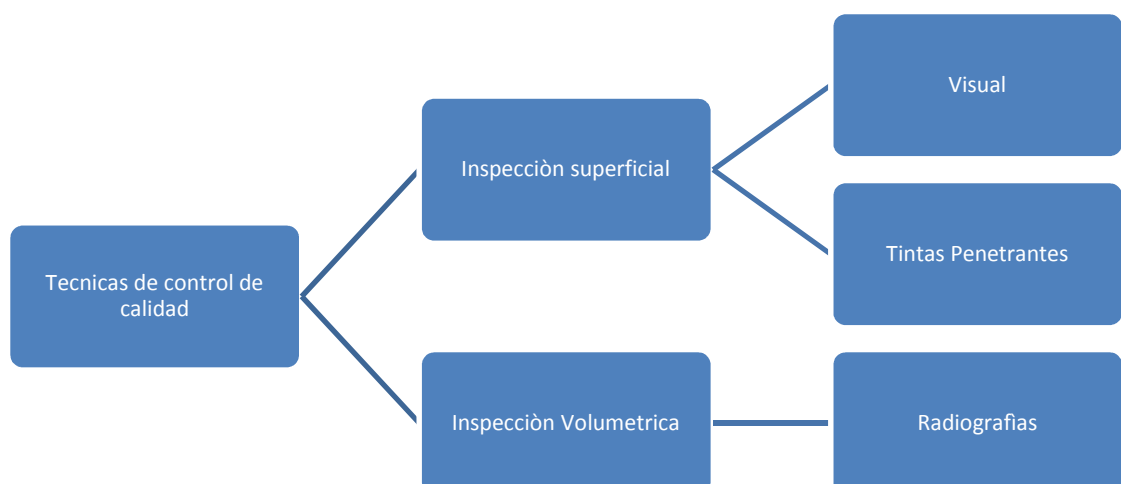 Visual
Inspecciòn superficial
Tintas Penetrantes
Tecnicas de control de
calidad
Inspecciòn Volumetrica
Radiografìas